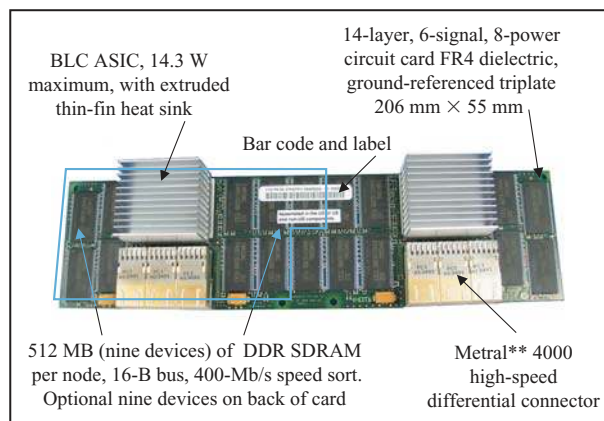 BLC ASIC, 14.3 W
maximum, with extruded
thin-fin heat sink
14-layer, 6-signal, 8-power
circuit card FR4 dielectric,
ground-referenced triplate
206 mm × 55 mm
Bar code and label
512 MB (nine devices) of DDR SDRAM
per node, 16-B bus, 400-Mb/s speed sort.
Optional nine devices on back of card
Metral** 4000
high-speed
differential connector